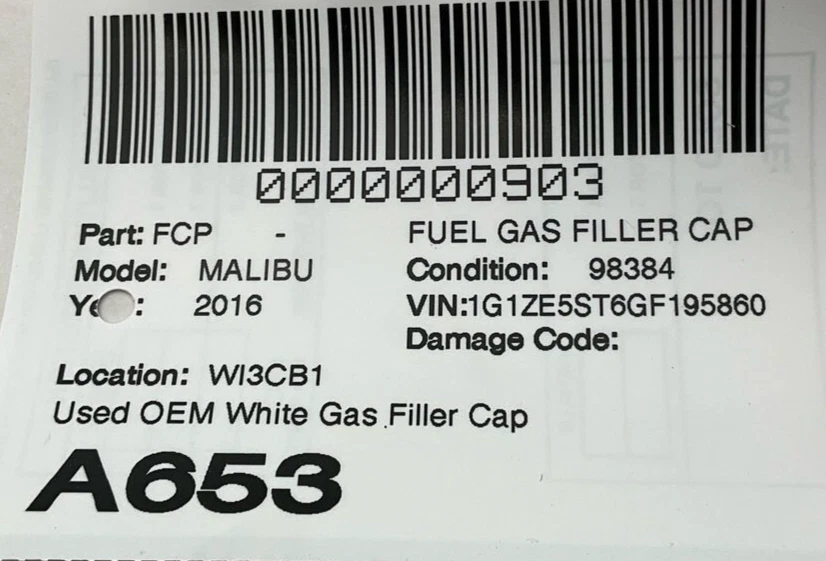 0000000903
Part: FCP - FUEL GAS FILLER CAP
Model: MALIBU Condition: 98384
Ye : 2016 VIN:1G1ZE5ST6GF195860
Damage Code:
Location: WI3CB1
Used OEM White Gas Filler Cap
A653